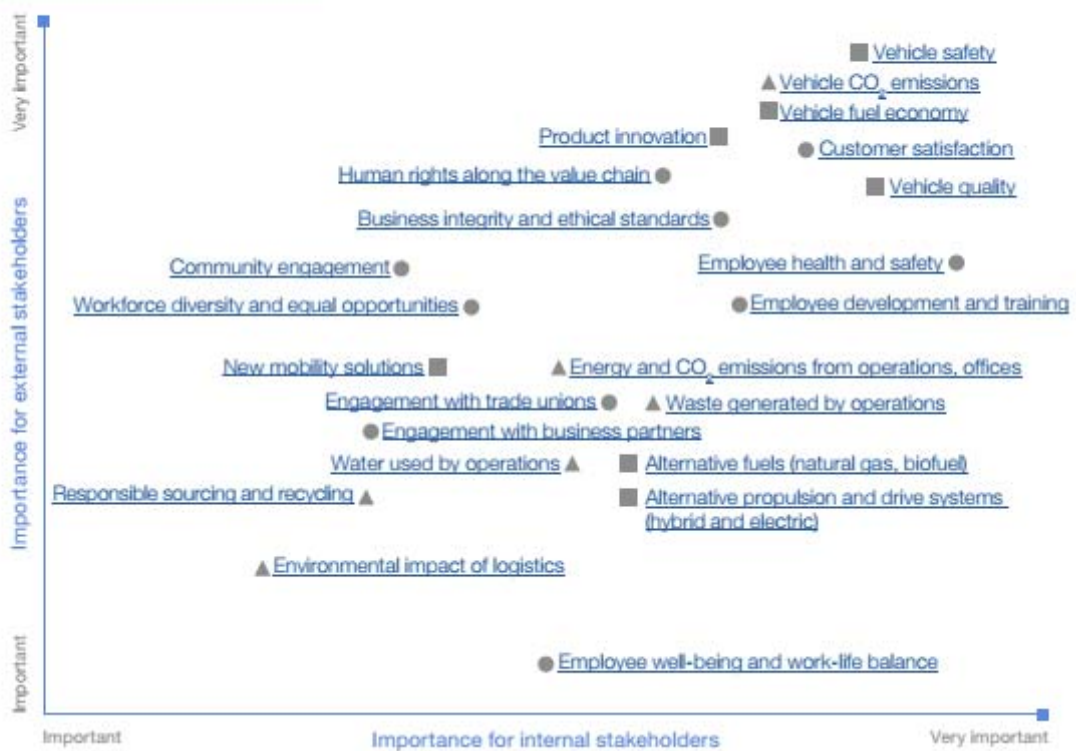 Very important
Vehicle safety
Vehicle CO₂ emissions
Vehicle fuel economy
Product innovation
Customer satisfaction
Human rights along the value chain
Vehicle quality
Business integrity and ethical standards
Community engagement
Employee health and safety
Workforce diversity and equal opportunities
Employee development and training
New mobility solutions
Energy and CO₂ emissions from operations, offices
Engagement with trade unions
Waste generated by operations
Engagement with business partners
Water used by operations
Alternative fuels (natural gas, biofuel)
Responsible sourcing and recycling
Alternative propulsion and drive systems
(hybrid and electric)
Environmental impact of logistics
Employee well-being and work-life balance
Importance for external stakeholders
Important
Important
Importance for internal stakeholders
Very important